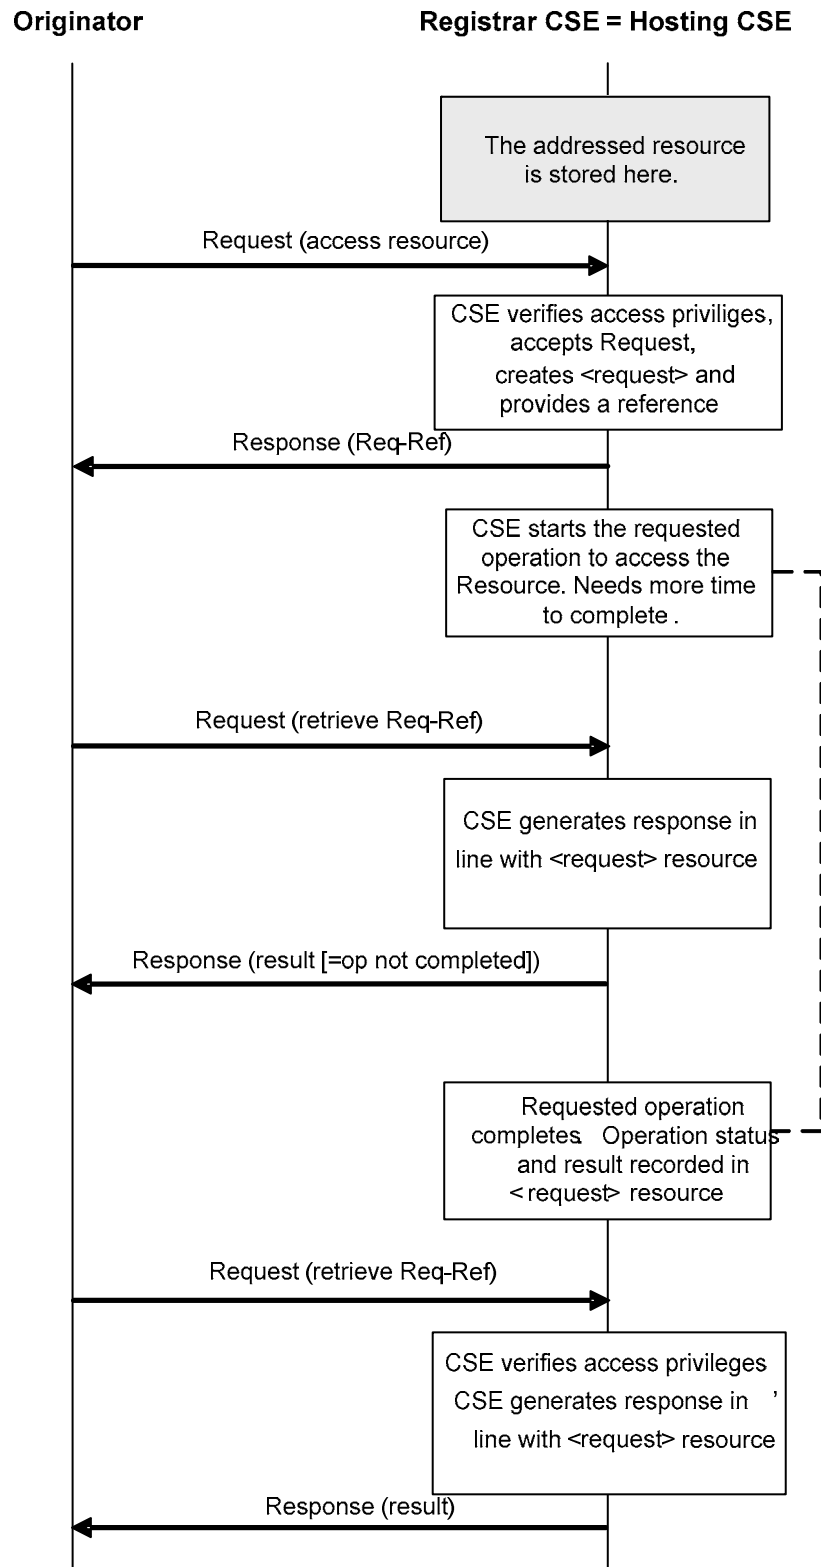 Originator
Registrar CSE = Hosting CSE
The addressed resource
is stored here.
Request (access resource)
CSE verifies access priviliges,
accepts Request,
creates <request> and
provides a reference
Response (Req-Ref)
CSE starts the requested
operation to access the
Resource. Needs more time
to complete .
Request (retrieve Req-Ref)
CSE generates response in
line with <request> resource
Response (result [=op not completed])
Requested operation
completes. Operation status
and result recorded in
<request> resource
Request (retrieve Req-Ref)
CSE verifies access privileges
CSE generates response in ,
line with <request> resource
Response (result)